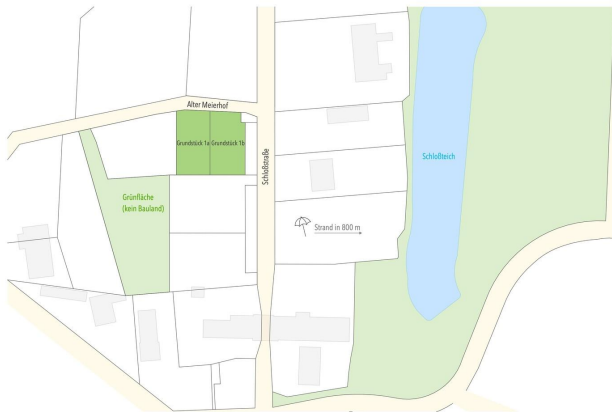 Alter Meierhof
Grundstück 1a
Grundstück 1b
Schloßstraße
Schloßteich
Grünfläche
(kein Bauland)
Strand in 800 m